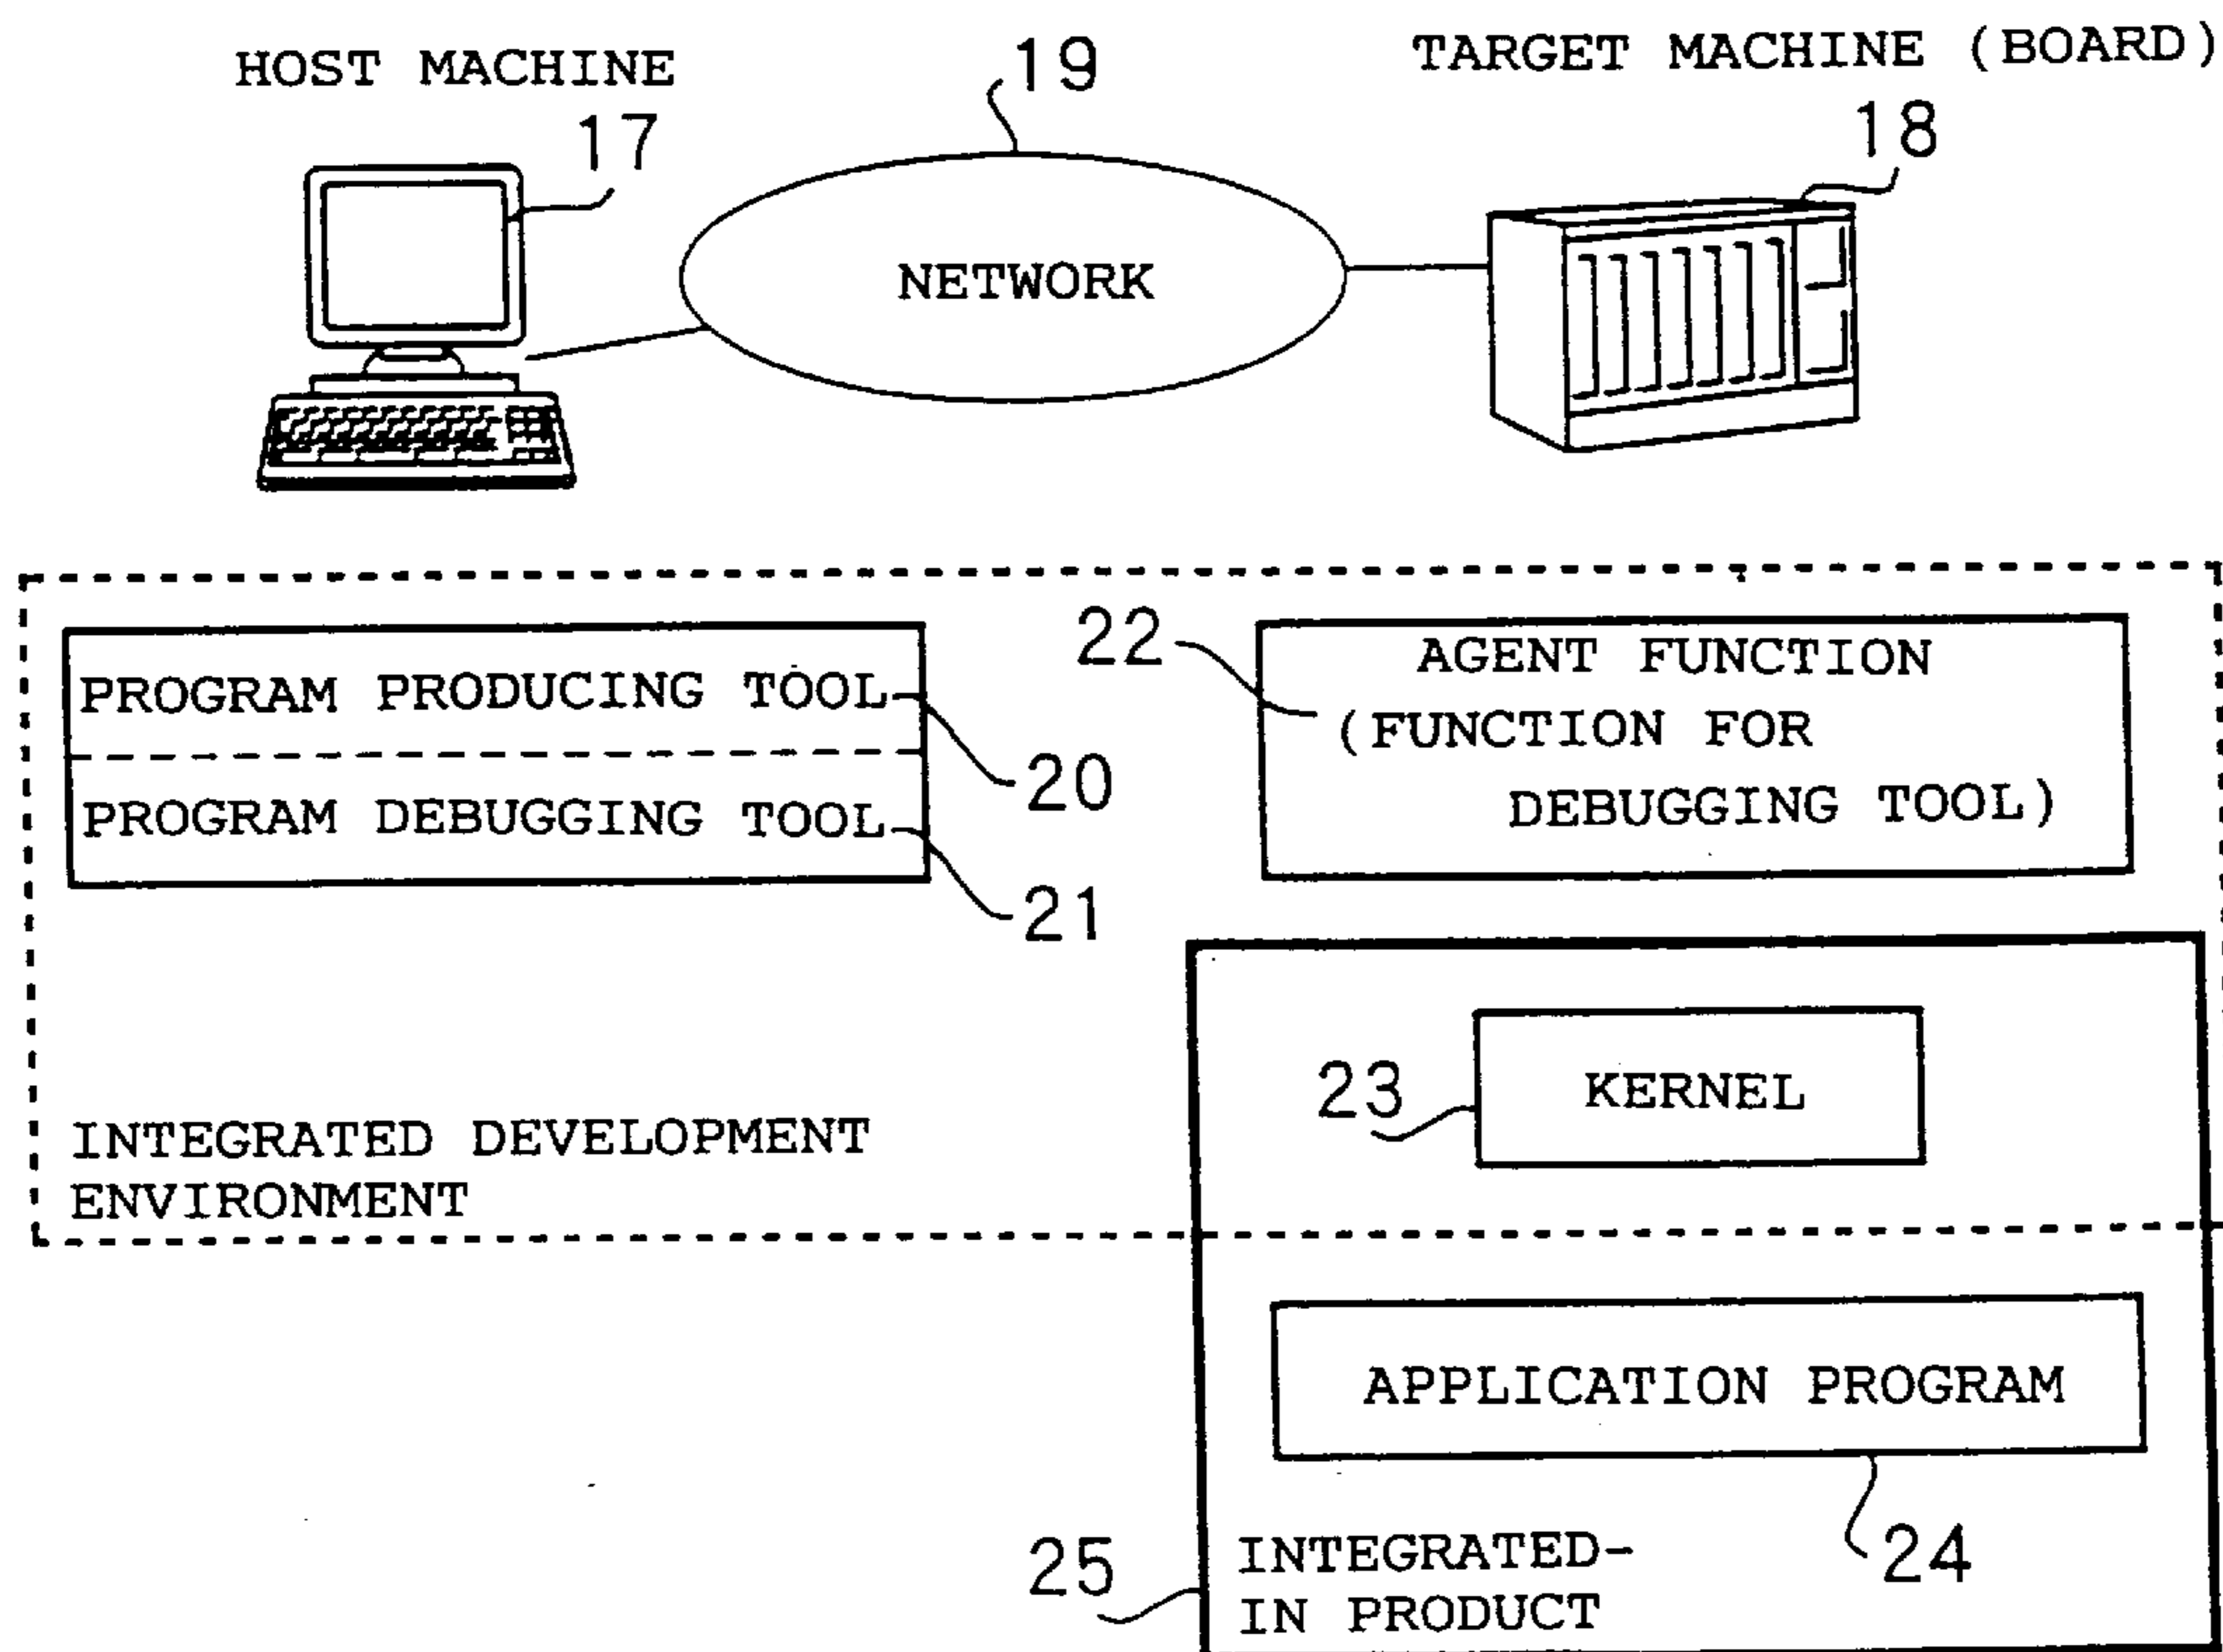 HOST MACHINE
17
19
TARGET MACHINE (BOARD)
18
NETWORK
PROGRAM PRODUCING TOOL
20
PROGRAM DEBUGGING TOOL
21
22
AGENT FUNCTION
(FUNCTION FOR
DEBUGGING TOOL)
23
KERNEL
INTEGRATED DEVELOPMENT
ENVIRONMENT
APPLICATION PROGRAM
24
25
INTEGRATED-
IN PRODUCT